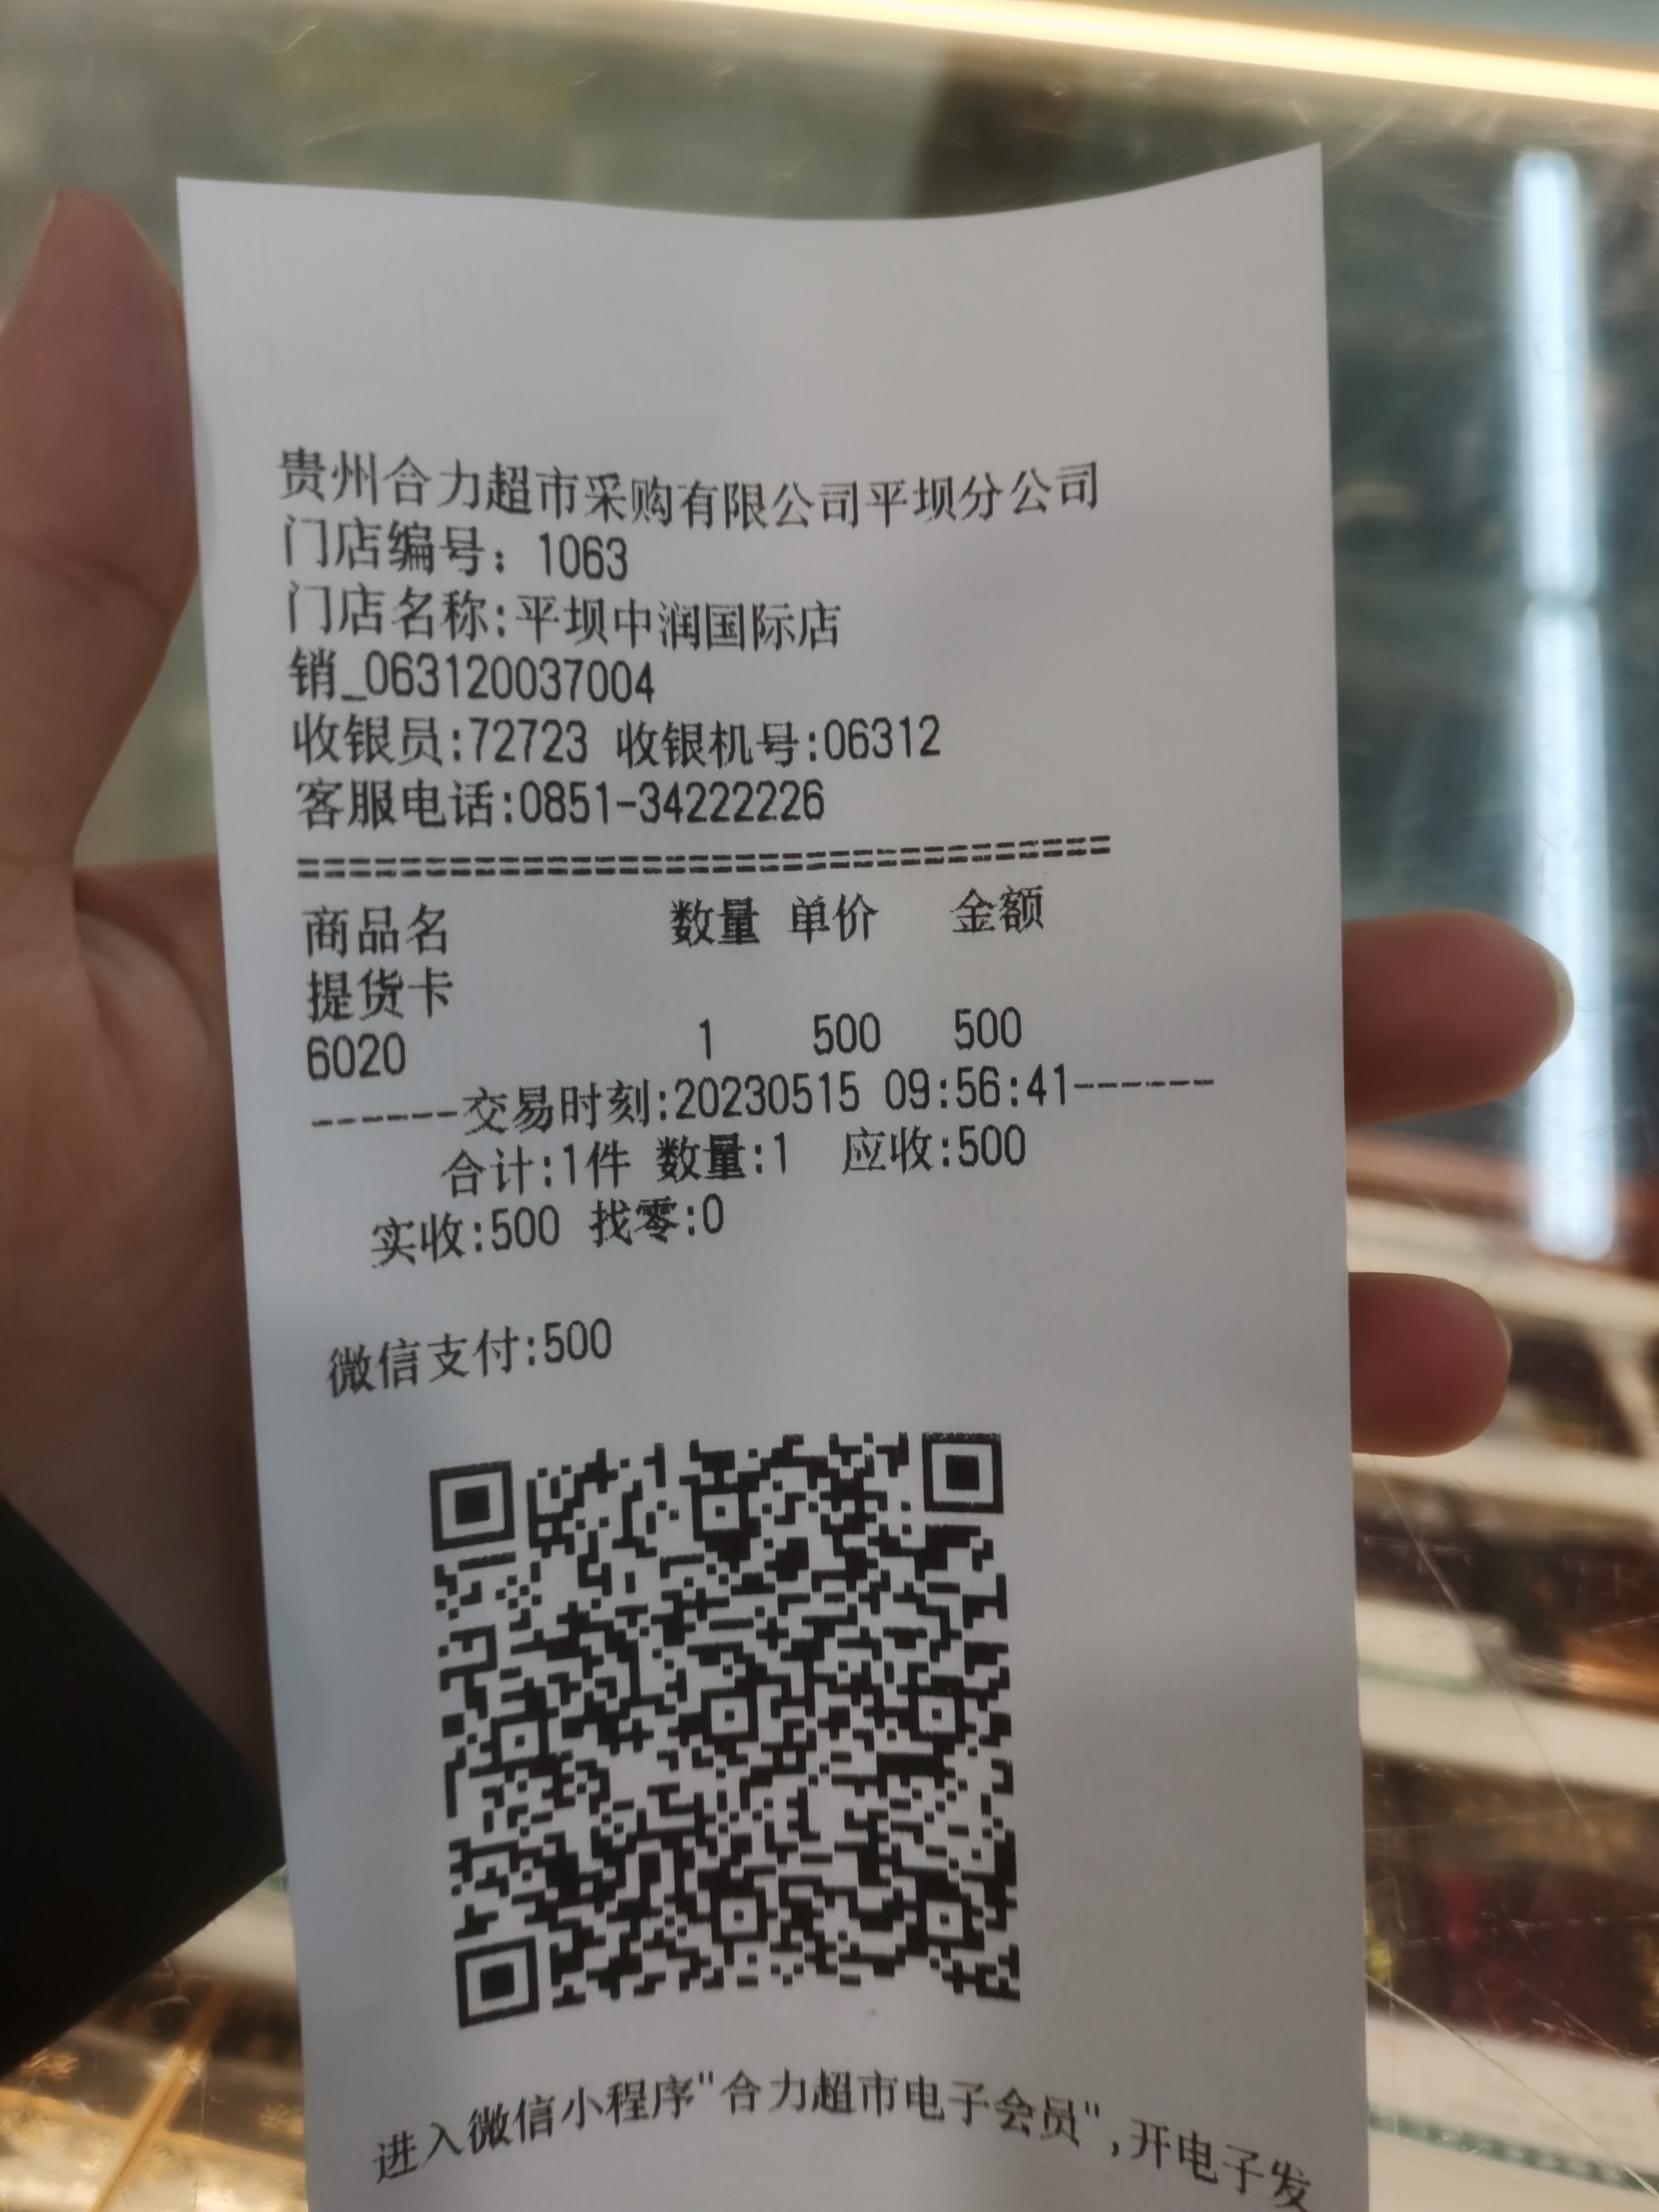 贵州合力超市采购有限公司平坝分公司
门店编号：1063
门店名称:平坝中润国际店
销_063120037004
收银员:72723 收银机号:06312
客服电话:0851-34222226
==================================
商品名 数量 单价 金额
提货卡
6020 1 500 500
------交易时刻:20230515 09:56:41------
合计:1件 数量:1 应收:500
实收:500 找零:0
微信支付:500
进入微信小程序"合力超市电子会员",开电子发